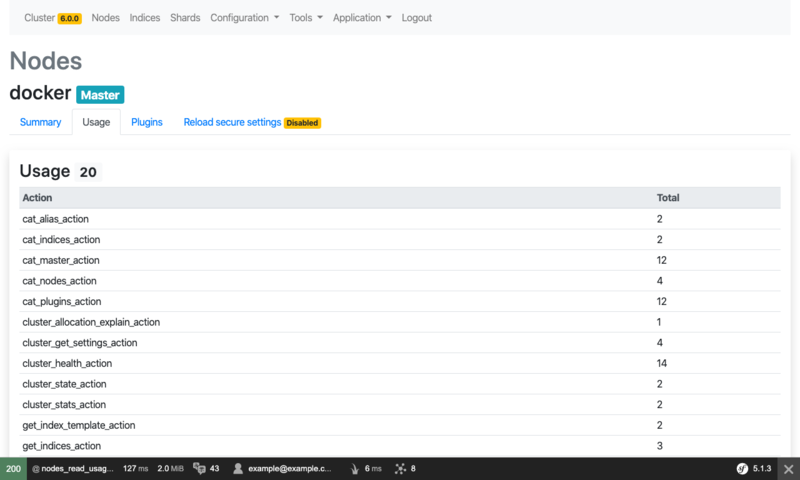 Cluster 6.0.0 Nodes Indices Shards Configuration Tools Application Logout
Nodes
docker Master
Summary Usage Plugins Reload secure settings Disabled
Usage 20
Action Total
cat_alias_action 2
cat_indices_action 2
cat_master_action 12
cat_nodes_action 4
cat_plugins_action 12
cluster_allocation_explain_action 1
cluster_get_settings_action 4
cluster_health_action 14
cluster_state_action 2
cluster_stats_action 2
get_index_template_action 2
get_indices_action 3
200 @ nodes_read_usag... 127 ms 2.0 MiB 43 example@example.c... 6 ms 8 sf 5.1.3